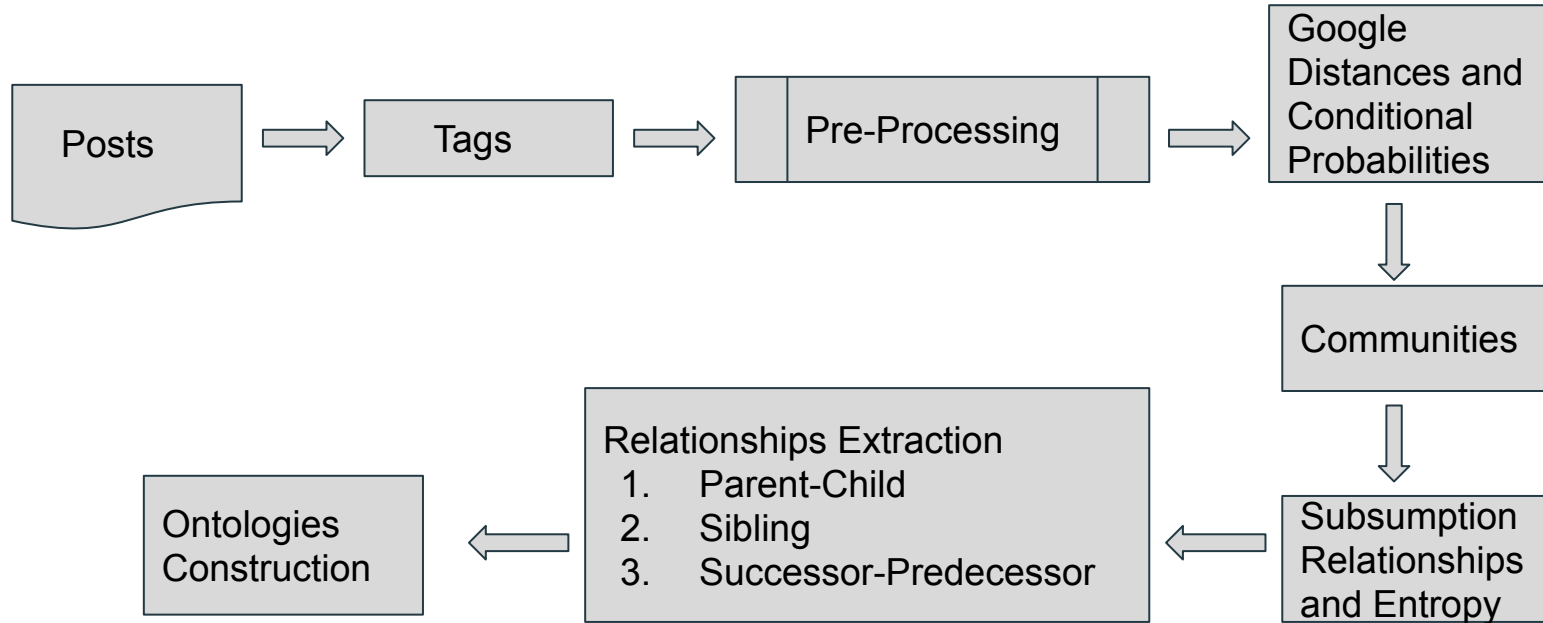 Posts
Tags
Pre-Processing
Google
Distances and
Conditional
Probabilities
Communities
Subsumption
Relationships
and Entropy
Relationships Extraction
1. Parent-Child
2. Sibling
3. Successor-Predecessor
Ontologies
Construction